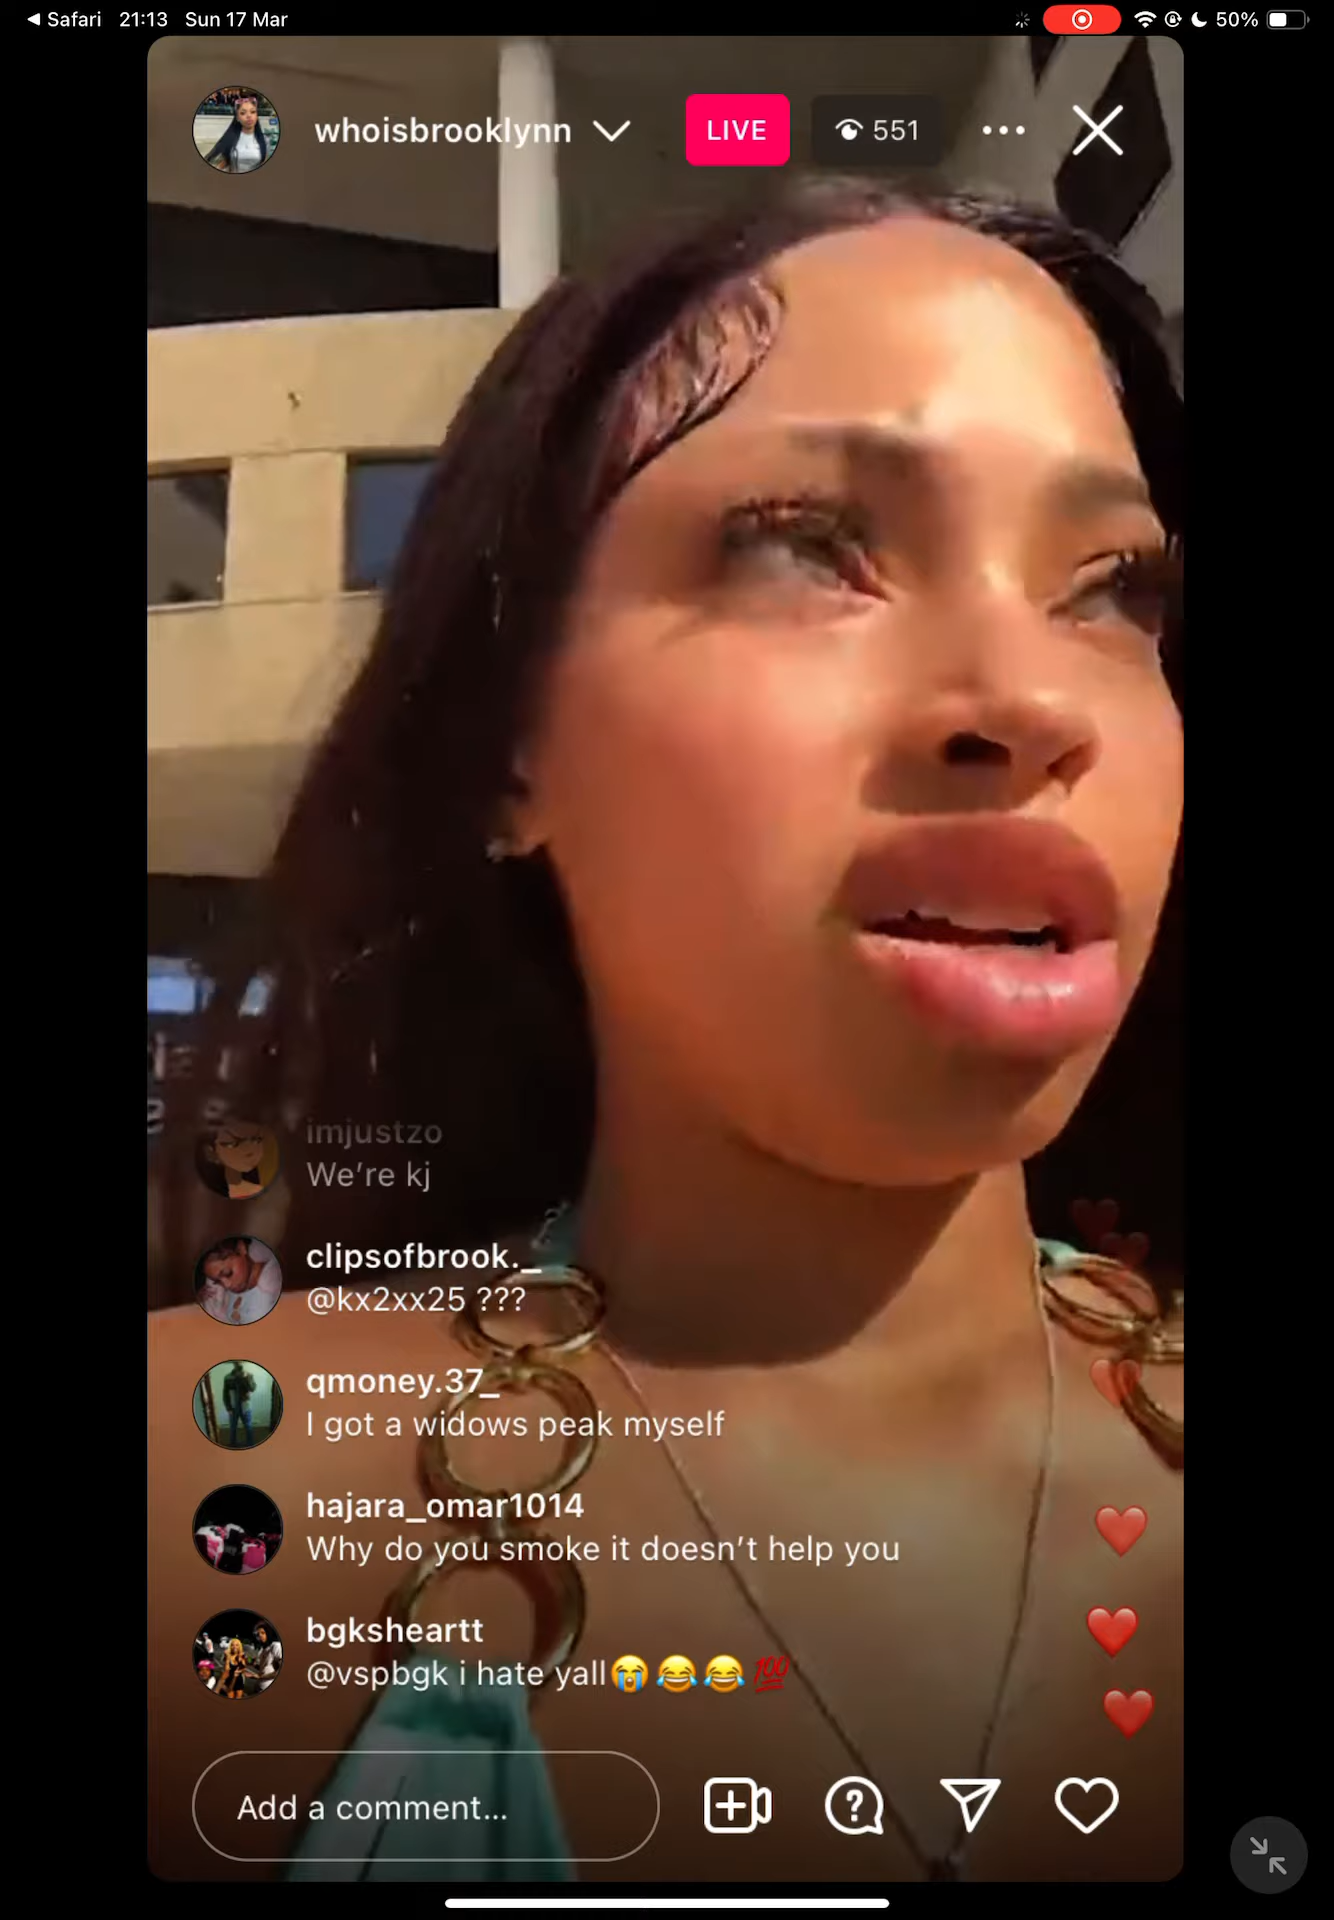 Safari 21:13 Sun 17 Mar 50%
whoisbrooklynn LIVE 551
imjustzo
We're kj
clipsofbrook._
@kx2xx25 ???
qmoney.37_
I got a widows peak myself
hajara_omar1014
Why do you smoke it doesn't help you
bgksheartt
@vspbgk i hate yall😭😂😂💯
Add a comment...